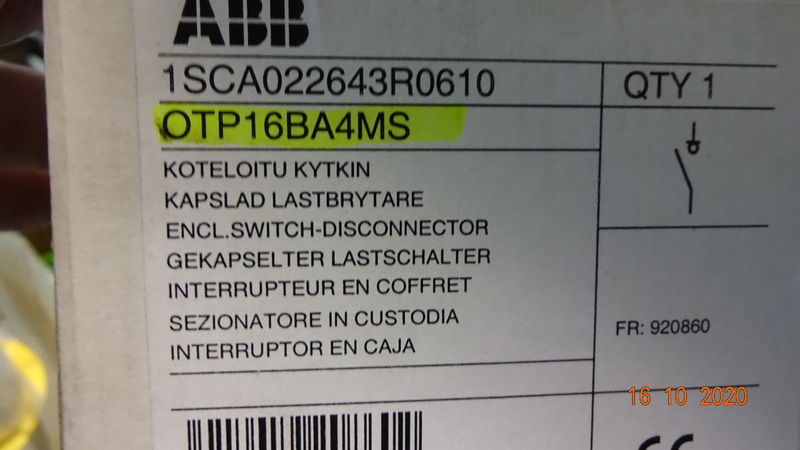 ABB
1SCA022643R0610
QTY 1
OTP16BA4MS
KOTELOITU KYTKIN
KAPSLAD LASTBRYTARE
ENCL.SWITCH-DISCONNECTOR
GEKAPSELTER LASTSCHALTER
INTERRUPTEUR EN COFFRET
SEZIONATORE IN CUSTODIA
INTERRUPTOR EN CAJA
FR: 920860
16 10 2020
CE